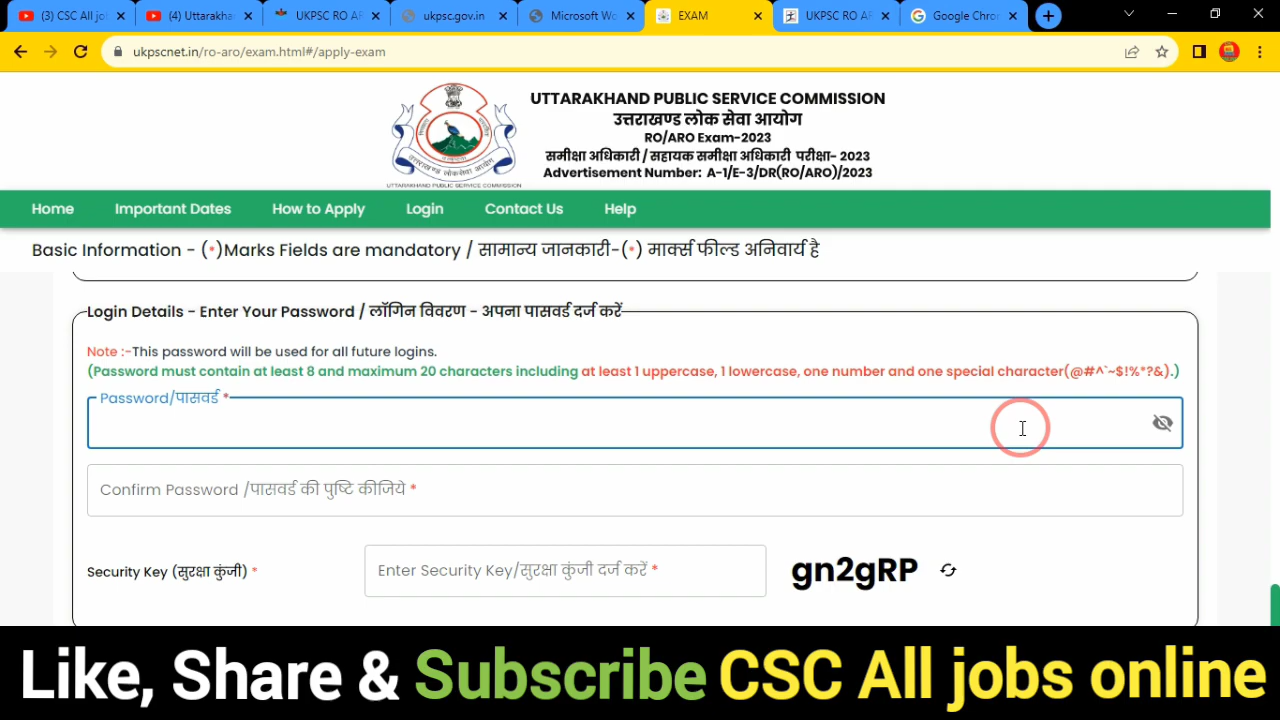 (3) CSC All jo
(4) Uttarakha
UKPSC RO AR
ukpsc.gov.in
Microsoft Wo
EXAM
UKPSC RO AR
Google Chro
ukpscnet.in/ro-aro/exam.html#/apply-exam
UTTARAKHAND PUBLIC SERVICE COMMISSION
उत्तराखण्ड लोक सेवा आयोग
RO/ARO Exam-2023
समीक्षा अधिकारी / सहायक समीक्षा अधिकारी परीक्षा- 2023
Advertisement Number: A-1/E-3/DR(RO/ARO)/2023
UTTARAKHAND PUBLIC SERVICE COMMISSION
Home Important Dates How to Apply Login Contact Us Help
Basic Information - (*)Marks Fields are mandatory / सामान्य जानकारी-(*) मार्क्स फील्ड अनिवार्य है
Login Details - Enter Your Password / लॉगिन विवरण - अपना पासवर्ड दर्ज करें
Note :-This password will be used for all future logins.
(Password must contain at least 8 and maximum 20 characters including at least 1 uppercase, 1 lowercase, one number and one special character(@#^`~$!%*?&).)
Password/पासवर्ड *
Confirm Password /पासवर्ड की पुष्टि कीजिये *
Security Key (सुरक्षा कुंजी) *
Enter Security Key/सुरक्षा कुंजी दर्ज करें *
gn2gRP
Like, Share & Subscribe CSC All jobs online